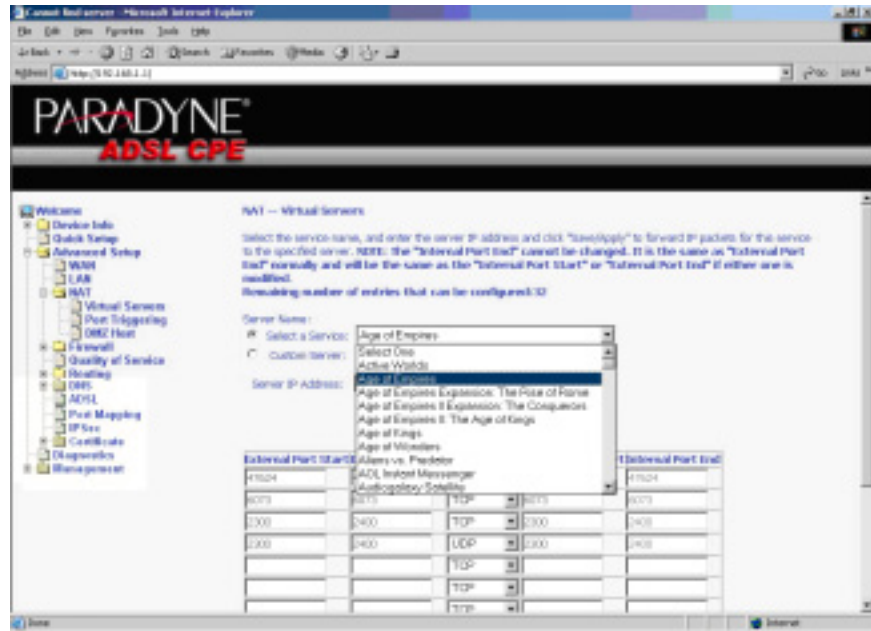 Cannot find server - Microsoft Internet Explorer
File Edit View Favorites Tools Help
Back Search Favorites Media
Address http://192.168.1.1/ Go Links
PARADYNE®
ADSL CPE
Welcome
Device Info
Quick Setup
Advanced Setup
WAN
LAN
NAT
Virtual Servers
Port Triggering
DMZ Host
Firewall
Quality of Service
Routing
DNS
ADSL
Port Mapping
IPSec
Certificate
Diagnostics
Management
NAT -- Virtual Servers
Select the service name, and enter the server IP address and click "Save/Apply" to forward IP packets for this service
to the specified server. NOTE: The "Internal Port End" cannot be changed. It is the same as "External Port
End" normally and will be the same as the "Internal Port Start" or "External Port End" if either one is
modified.
Remaining number of entries that can be configured:32
Server Name:
Select a Service: Age of Empires
Custom Server:
Server IP Address:
Select One
Active Worlds
Age of Empires
Age of Empires Expansion: The Rise of Rome
Age of Empires II Expansion: The Conquerors
Age of Empires II: The Age of Kings
Age of Kings
Age of Wonders
Aliens vs. Predator
AOL Instant Messenger
Audiogalaxy Satellite
External Port Start Internal Port End
47624 47624
6073 6073 TCP 6073 6073
2300 2400 TCP 2300 2400
2300 2400 UDP 2300 2400
TCP
TCP
TCP
Done Internet